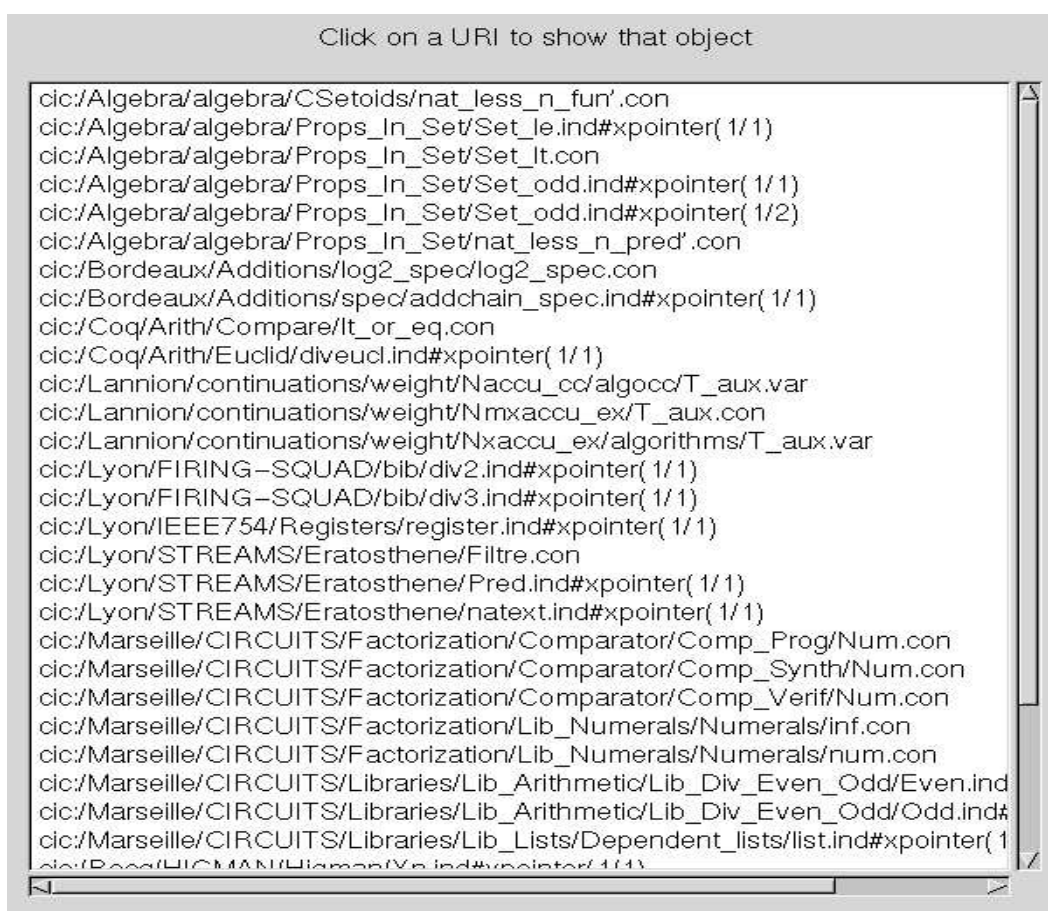 Click on a URI to show that object
cic:/Algebra/algebra/CSetoids/nat_less_n_fun'.con
cic:/Algebra/algebra/Props_In_Set/Set_le.ind#xpointer(1/1)
cic:/Algebra/algebra/Props_In_Set/Set_lt.con
cic:/Algebra/algebra/Props_In_Set/Set_odd.ind#xpointer(1/1)
cic:/Algebra/algebra/Props_In_Set/Set_odd.ind#xpointer(1/2)
cic:/Algebra/algebra/Props_In_Set/nat_less_n_pred'.con
cic:/Bordeaux/Additions/log2_spec/log2_spec.con
cic:/Bordeaux/Additions/spec/addchain_spec.ind#xpointer(1/1)
cic:/Coq/Arith/Compare/lt_or_eq.con
cic:/Coq/Arith/Euclid/diveucl.ind#xpointer(1/1)
cic:/Lannion/continuations/weight/Naccu_cc/algocc/T_aux.var
cic:/Lannion/continuations/weight/Nmxaccu_ex/T_aux.con
cic:/Lannion/continuations/weight/Nxaccu_ex/algorithms/T_aux.var
cic:/Lyon/FIRING-SQUAD/bib/div2.ind#xpointer(1/1)
cic:/Lyon/FIRING-SQUAD/bib/div3.ind#xpointer(1/1)
cic:/Lyon/IEEE754/Registers/register.ind#xpointer(1/1)
cic:/Lyon/STREAMS/Eratosthene/Filtre.con
cic:/Lyon/STREAMS/Eratosthene/Pred.ind#xpointer(1/1)
cic:/Lyon/STREAMS/Eratosthene/natext.ind#xpointer(1/1)
cic:/Marseille/CIRCUITS/Factorization/Comparator/Comp_Prog/Num.con
cic:/Marseille/CIRCUITS/Factorization/Comparator/Comp_Synth/Num.con
cic:/Marseille/CIRCUITS/Factorization/Comparator/Comp_Verif/Num.con
cic:/Marseille/CIRCUITS/Factorization/Lib_Numerals/Numerals/inf.con
cic:/Marseille/CIRCUITS/Factorization/Lib_Numerals/Numerals/num.con
cic:/Marseille/CIRCUITS/Libraries/Lib_Arithmetic/Lib_Div_Even_Odd/Even.ind
cic:/Marseille/CIRCUITS/Libraries/Lib_Arithmetic/Lib_Div_Even_Odd/Odd.ind#
cic:/Marseille/CIRCUITS/Libraries/Lib_Lists/Dependent_lists/list.ind#xpointer(1